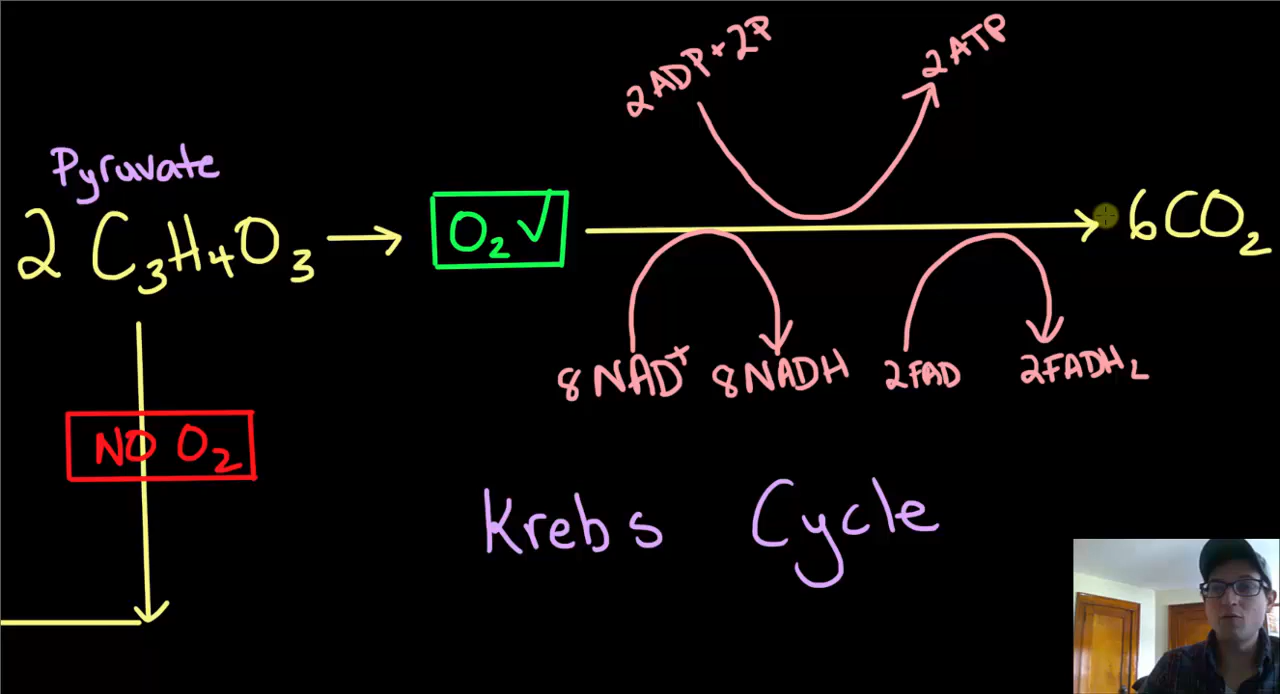 2ADP + 2P
2ATP
Pyruvate
2 C₃H₄O₃
O₂ ✓
6CO₂
8NAD⁺
8NADH
2FAD
2FADH₂
NO O₂
Krebs Cycle